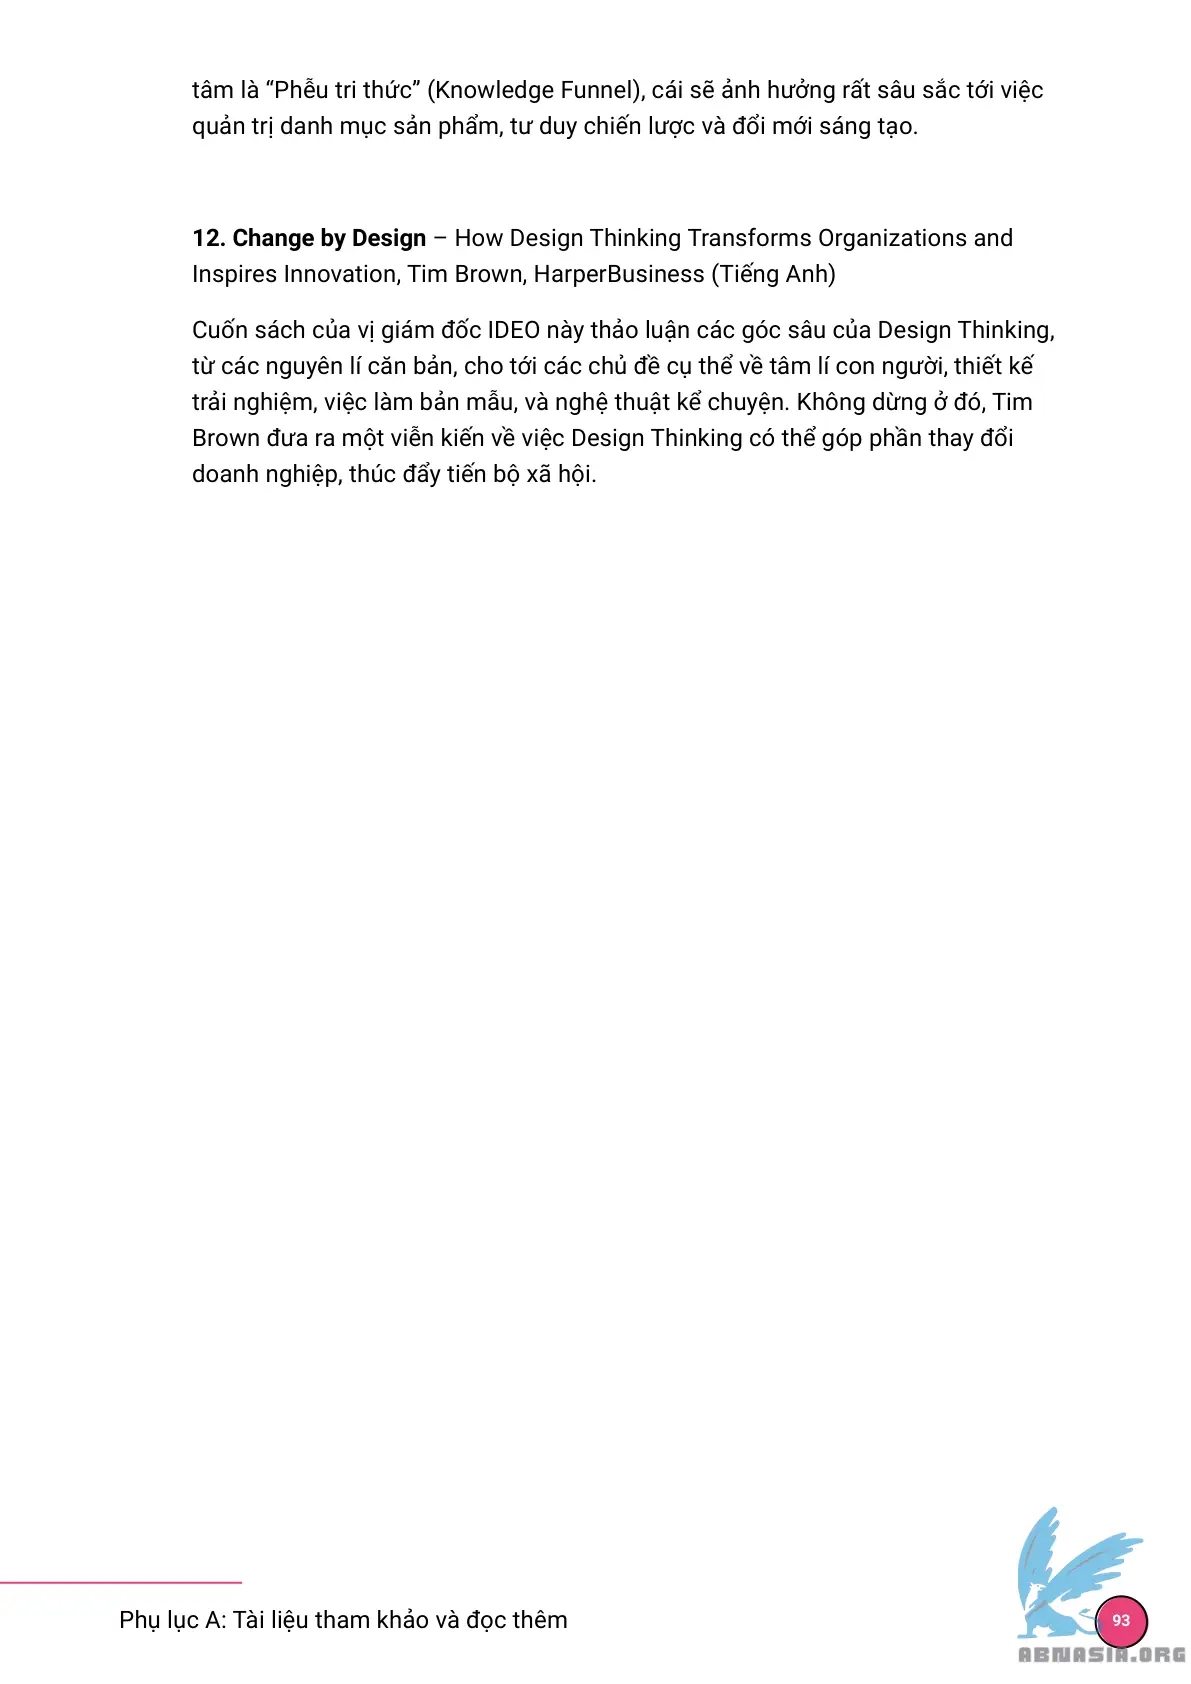 tâm là “Phễu tri thức” (Knowledge Funnel), cái sẽ ảnh hưởng rất sâu sắc tới việc
quản trị danh mục sản phẩm, tư duy chiến lược và đổi mới sáng tạo.
12. Change by Design – How Design Thinking Transforms Organizations and
Inspires Innovation, Tim Brown, HarperBusiness (Tiếng Anh)
Cuốn sách của vị giám đốc IDEO này thảo luận các góc sâu của Design Thinking,
từ các nguyên lí căn bản, cho tới các chủ đề cụ thể về tâm lí con người, thiết kế
trải nghiệm, việc làm bản mẫu, và nghệ thuật kể chuyện. Không dừng ở đó, Tim
Brown đưa ra một viễn kiến về việc Design Thinking có thể góp phần thay đổi
doanh nghiệp, thúc đẩy tiến bộ xã hội.
Phụ lục A: Tài liệu tham khảo và đọc thêm
93
ABNASIA.ORG